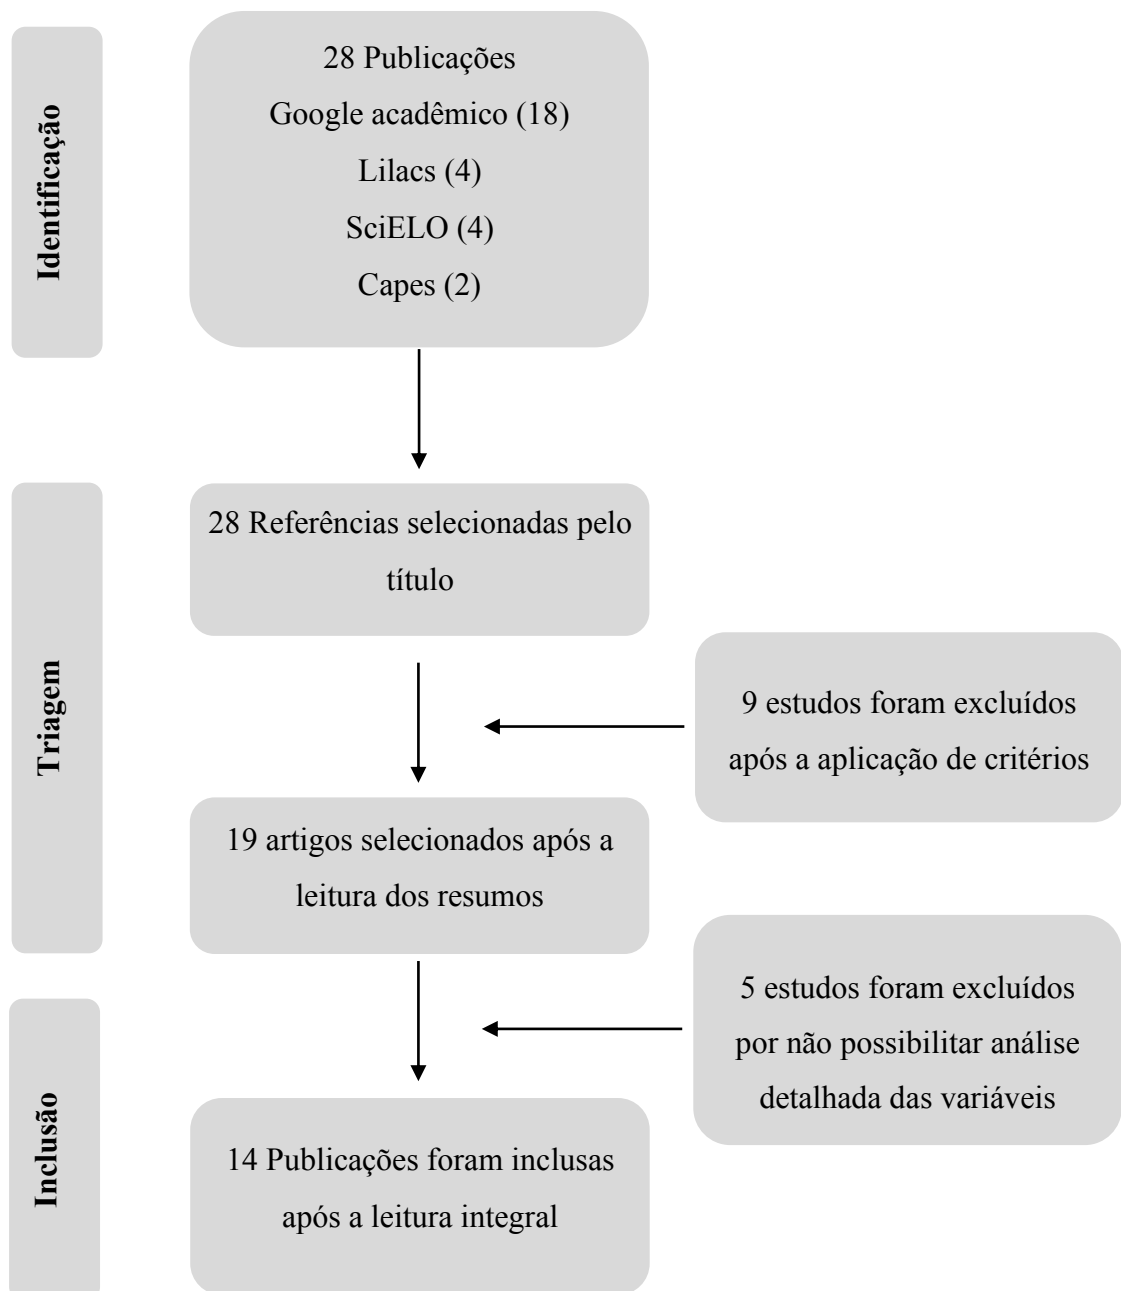 Identificação
28 Publicações
Google acadêmico (18)
Lilacs (4)
SciELO (4)
Capes (2)
Triagem
28 Referências selecionadas pelo
título
9 estudos foram excluídos
após a aplicação de critérios
19 artigos selecionados após a
leitura dos resumos
5 estudos foram excluídos
por não possibilitar análise
detalhada das variáveis
Inclusão
14 Publicações foram inclusas
após a leitura integral